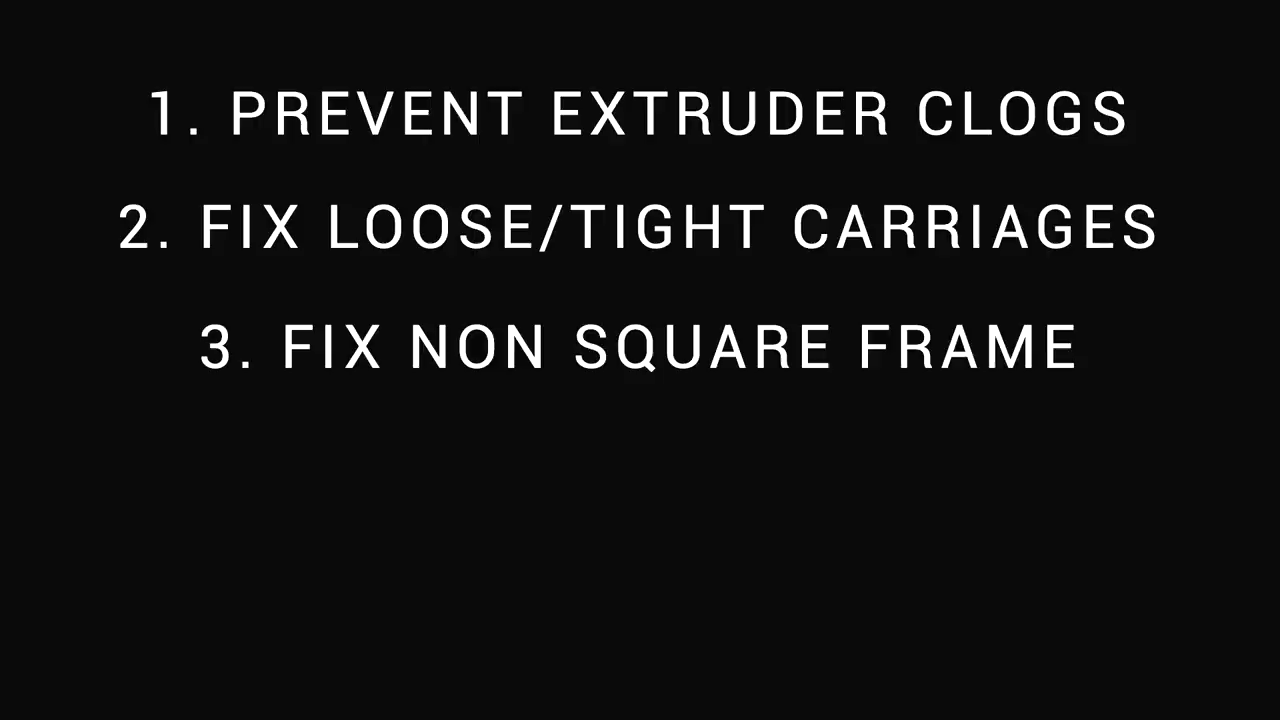 1. PREVENT EXTRUDER CLOGS
2. FIX LOOSE/TIGHT CARRIAGES
3. FIX NON SQUARE FRAME